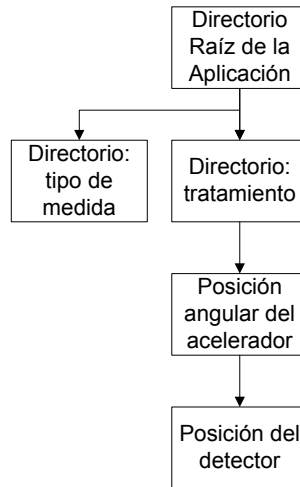 Directorio
Raíz de la
Aplicación
Directorio:
tipo de
medida
Directorio:
tratamiento
Posición
angular del
acelerador
Posición del
detector